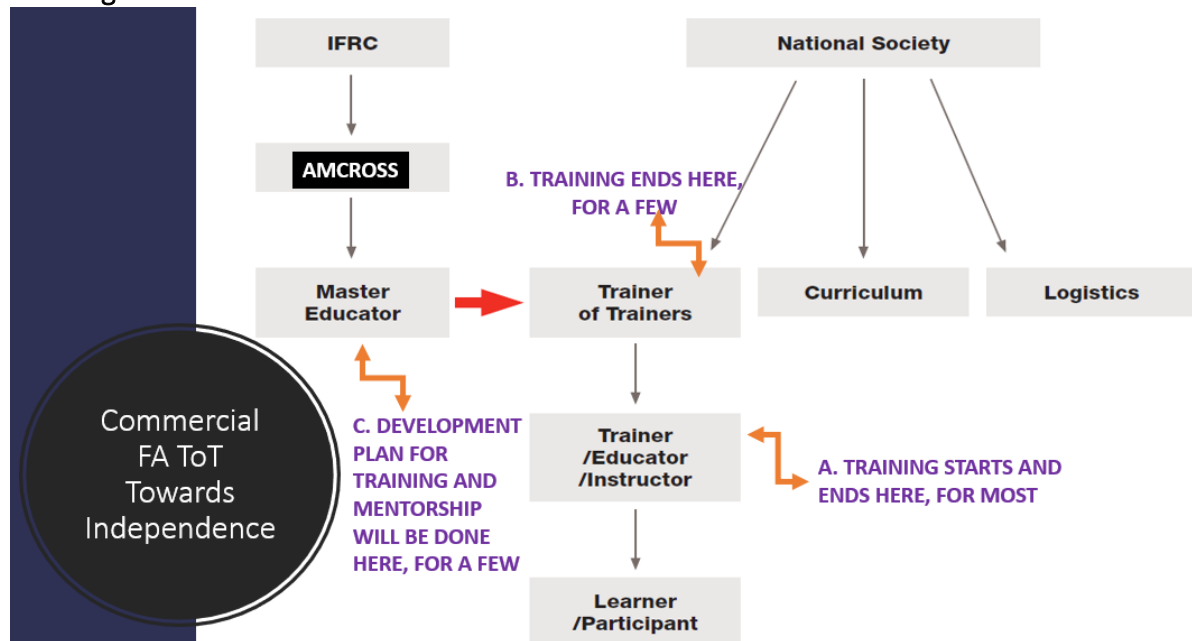 IFRC
National Society
AMCROSS
B. TRAINING ENDS HERE,
FOR A FEW
Master
Educator
Trainer
of Trainers
Curriculum
Logistics
Commercial
FA ToT
Towards
Independence
C. DEVELOPMENT
PLAN FOR
TRAINING AND
MENTORSHIP
WILL BE DONE
HERE, FOR A FEW
Trainer
/Educator
/Instructor
A. TRAINING STARTS AND
ENDS HERE, FOR MOST
Learner
/Participant